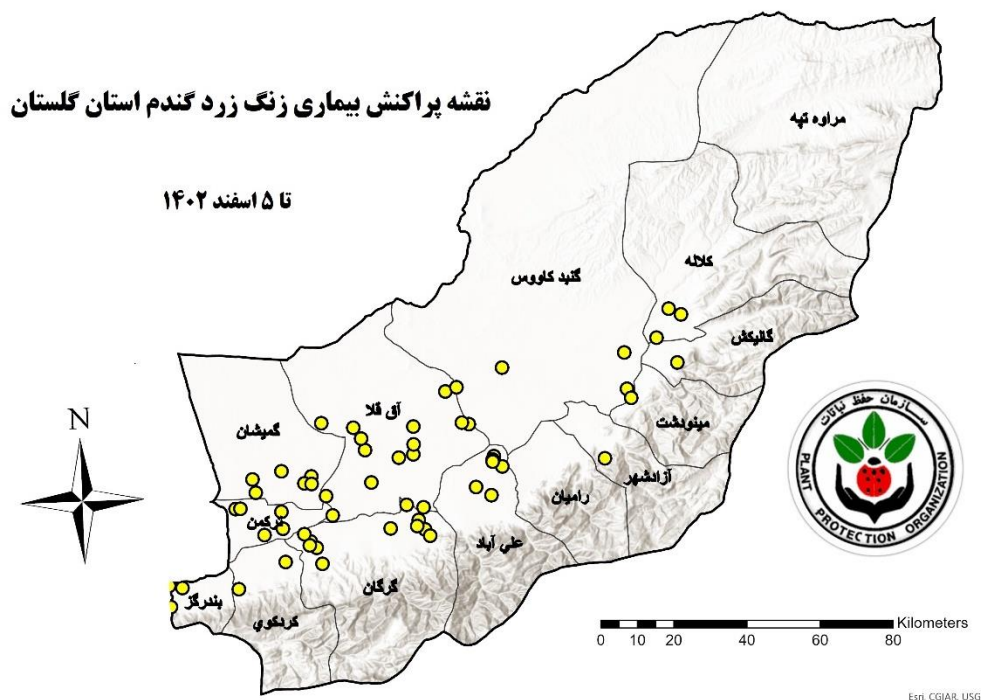 نقشه پراکنش بیماری زنگ زرد گندم استان گلستان
تا ۵ اسفند ۱۴۰۲
مراوه تپه
کلاله
گنبد کاووس
گالیکش
مینودشت
آق قلا
گمیشان
آزادشهر
رامیان
ترکمن
علي آباد
گرگان
بندرگز
کردکوي
N
سازمان حفظ نباتات
PLANT PROTECTION ORGANIZATION
Kilometers
0 10 20 40 60 80
Esri, CGIAR, USG